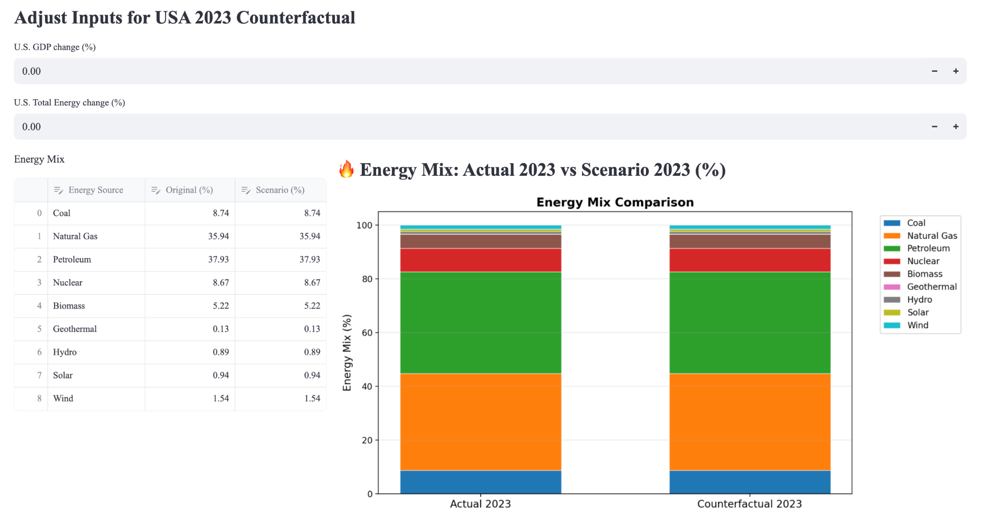 Adjust Inputs for USA 2023 Counterfactual
U.S. GDP change (%)
0.00 − +
U.S. Total Energy change (%)
0.00 − +
Energy Mix
Energy Source Original (%) Scenario (%)
0 Coal 8.74 8.74
1 Natural Gas 35.94 35.94
2 Petroleum 37.93 37.93
3 Nuclear 8.67 8.67
4 Biomass 5.22 5.22
5 Geothermal 0.13 0.13
6 Hydro 0.89 0.89
7 Solar 0.94 0.94
8 Wind 1.54 1.54
🔥 Energy Mix: Actual 2023 vs Scenario 2023 (%)
Energy Mix Comparison
Energy Mix (%)
100
80
60
40
20
0
Actual 2023 Counterfactual 2023
Coal
Natural Gas
Petroleum
Nuclear
Biomass
Geothermal
Hydro
Solar
Wind